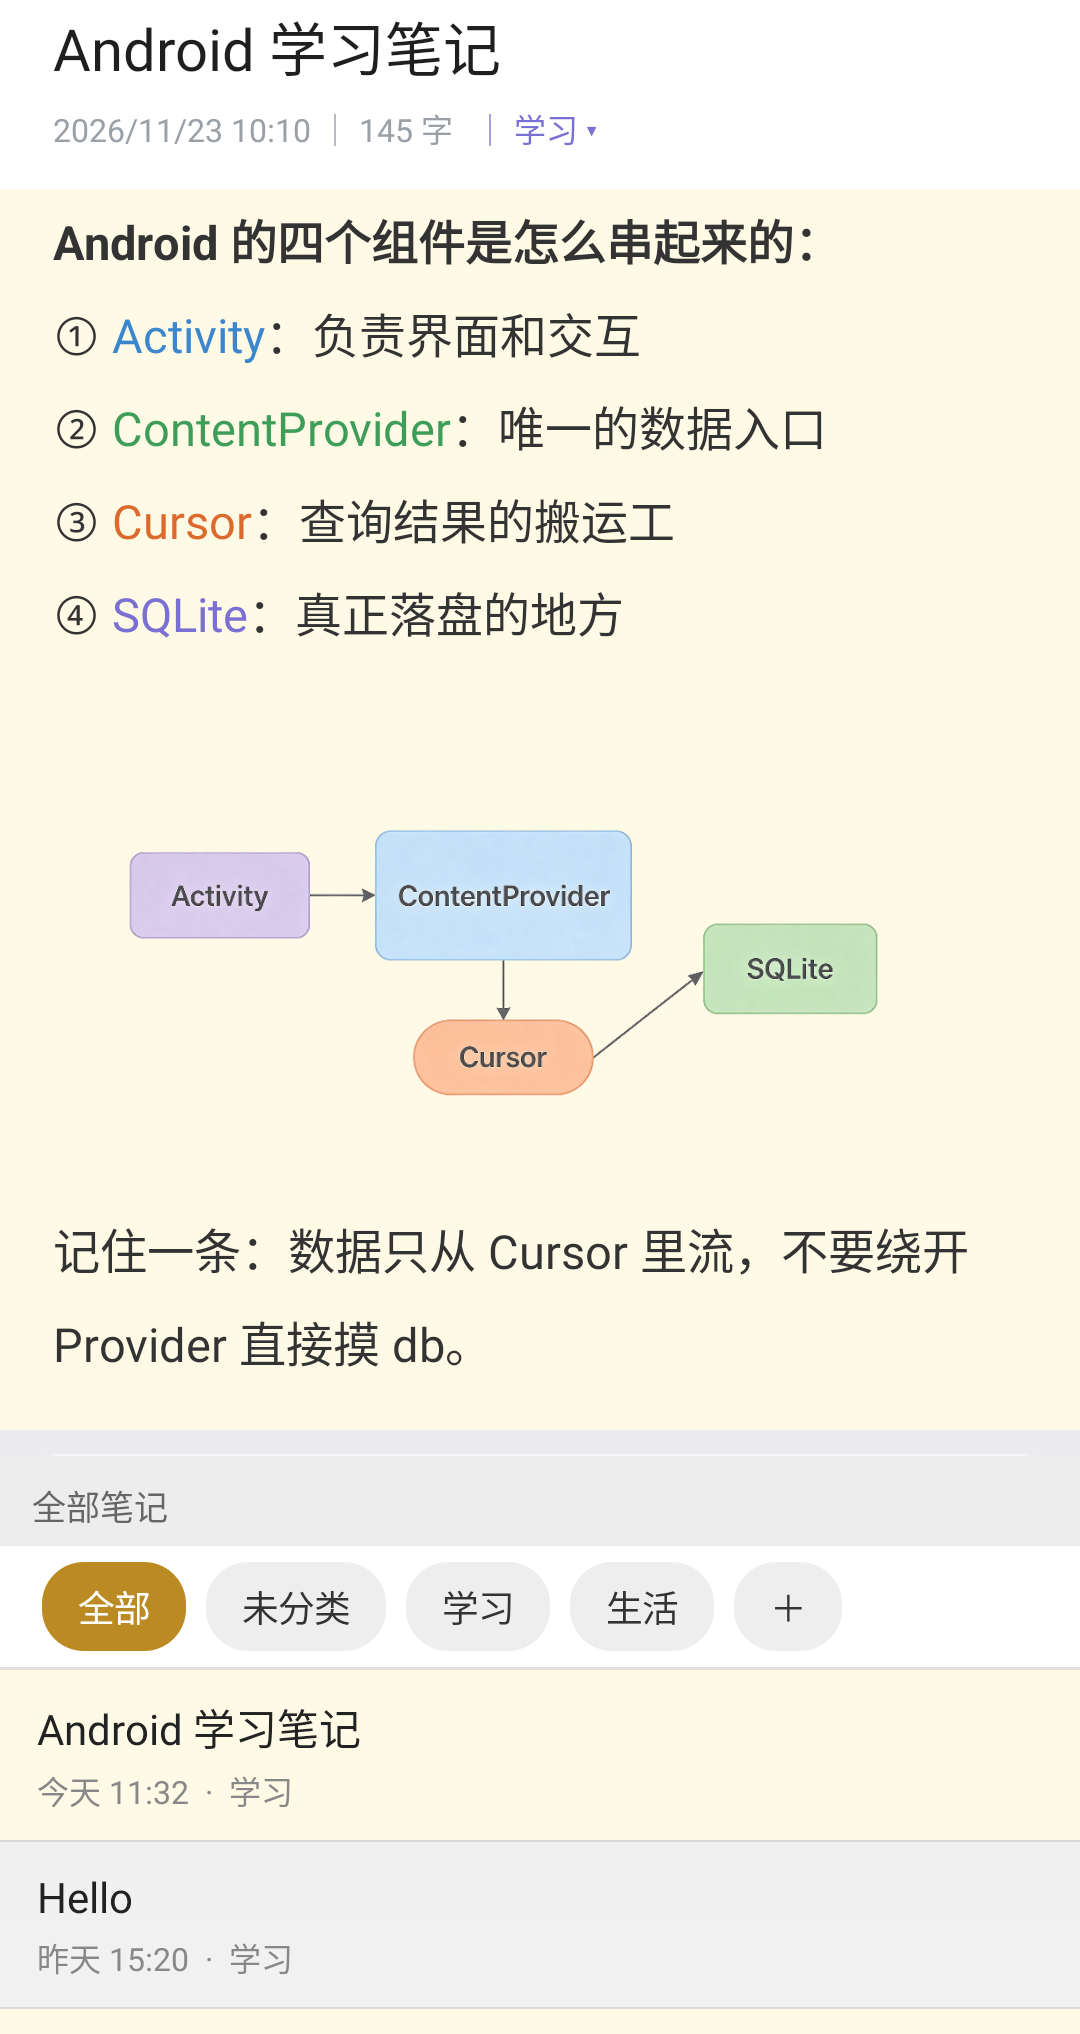 Android 学习笔记
2026/11/23 10:10 | 145 字 | 学习 ▾
Android 的四个组件是怎么串起来的：
① Activity：负责界面和交互
② ContentProvider：唯一的数据入口
③ Cursor：查询结果的搬运工
④ SQLite：真正落盘的地方
Activity
ContentProvider
SQLite
Cursor
记住一条：数据只从 Cursor 里流，不要绕开
Provider 直接摸 db。
全部笔记
全部 未分类 学习 生活 +
Android 学习笔记
今天 11:32 · 学习
Hello
昨天 15:20 · 学习